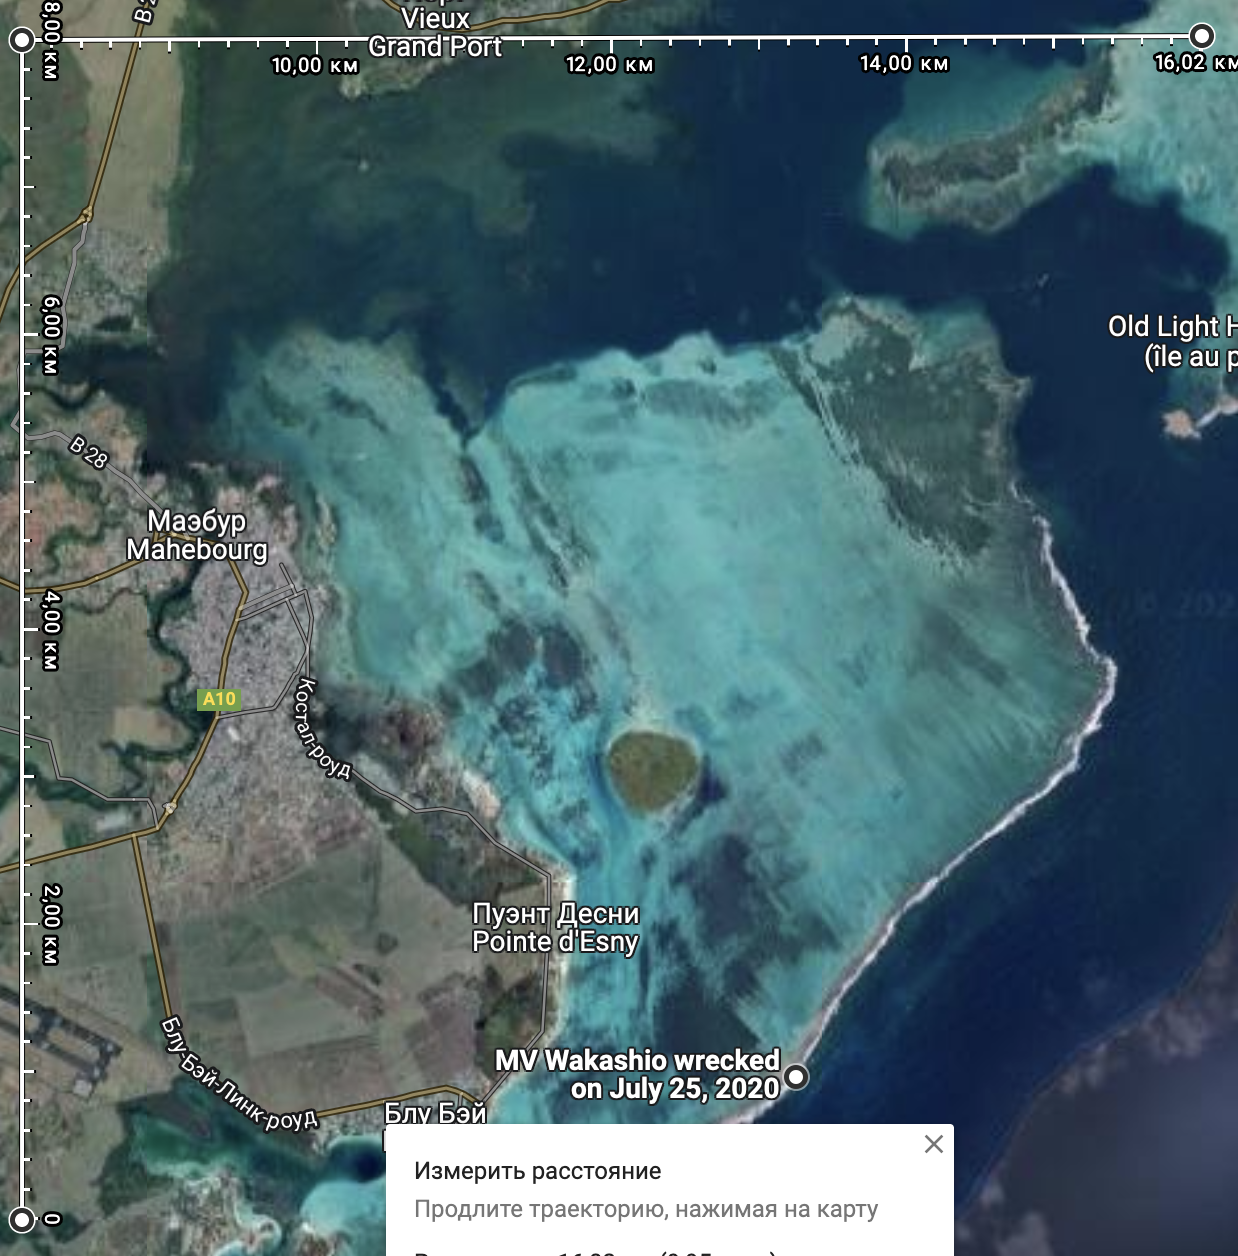 B2
8,00 км
Vieux
Grand Port
10,00 км
12,00 км
14,00 км
16,02 км
6,00 км
Old Light H
(île au p
B 28
Маэбур
Mahebourg
4,00 км
A10
Костал-роуд
2,00 км
Пуэнт Десни
Pointe d'Esny
Блу-Бэй-Линк-роуд
MV Wakashio wrecked
on July 25, 2020
Блу Бэй
0
Измерить расстояние
Продлите траекторию, нажимая на карту